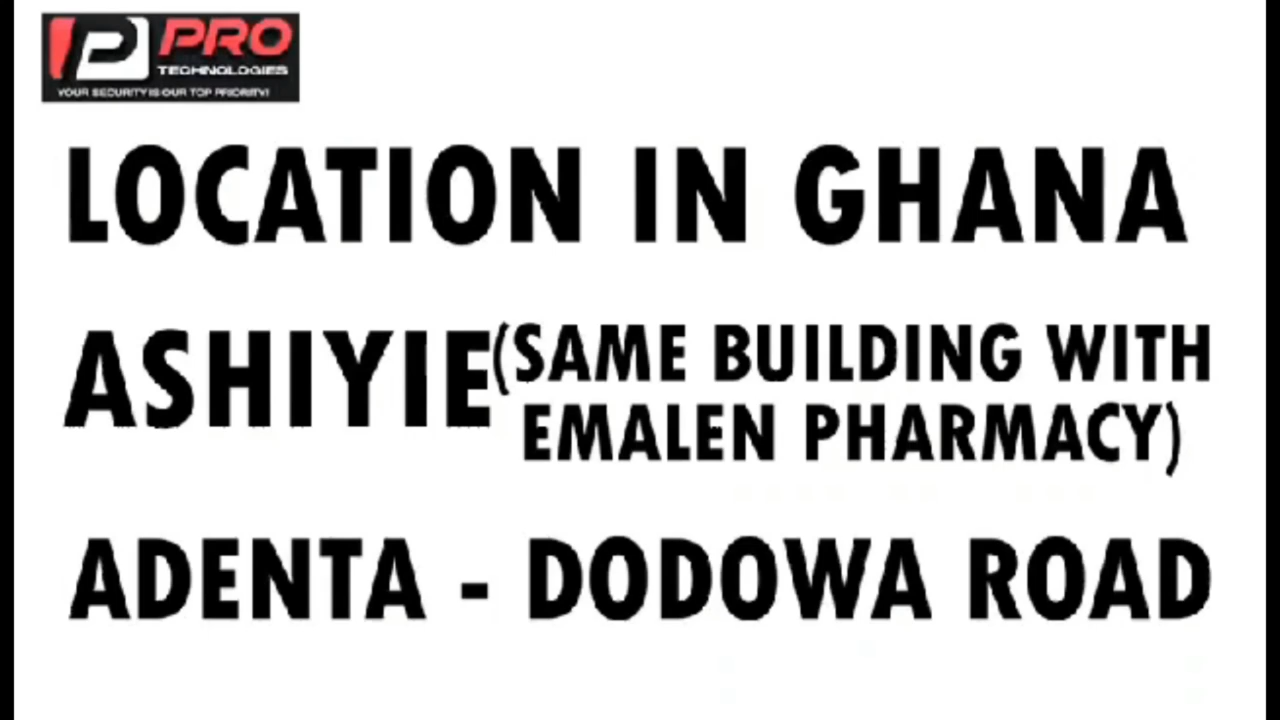 PRO
TECHNOLOGIES
YOUR SECURITY IS OUR TOP PRIORITY!
LOCATION IN GHANA
ASHIYIE (SAME BUILDING WITH
EMALEN PHARMACY)
ADENTA - DODOWA ROAD